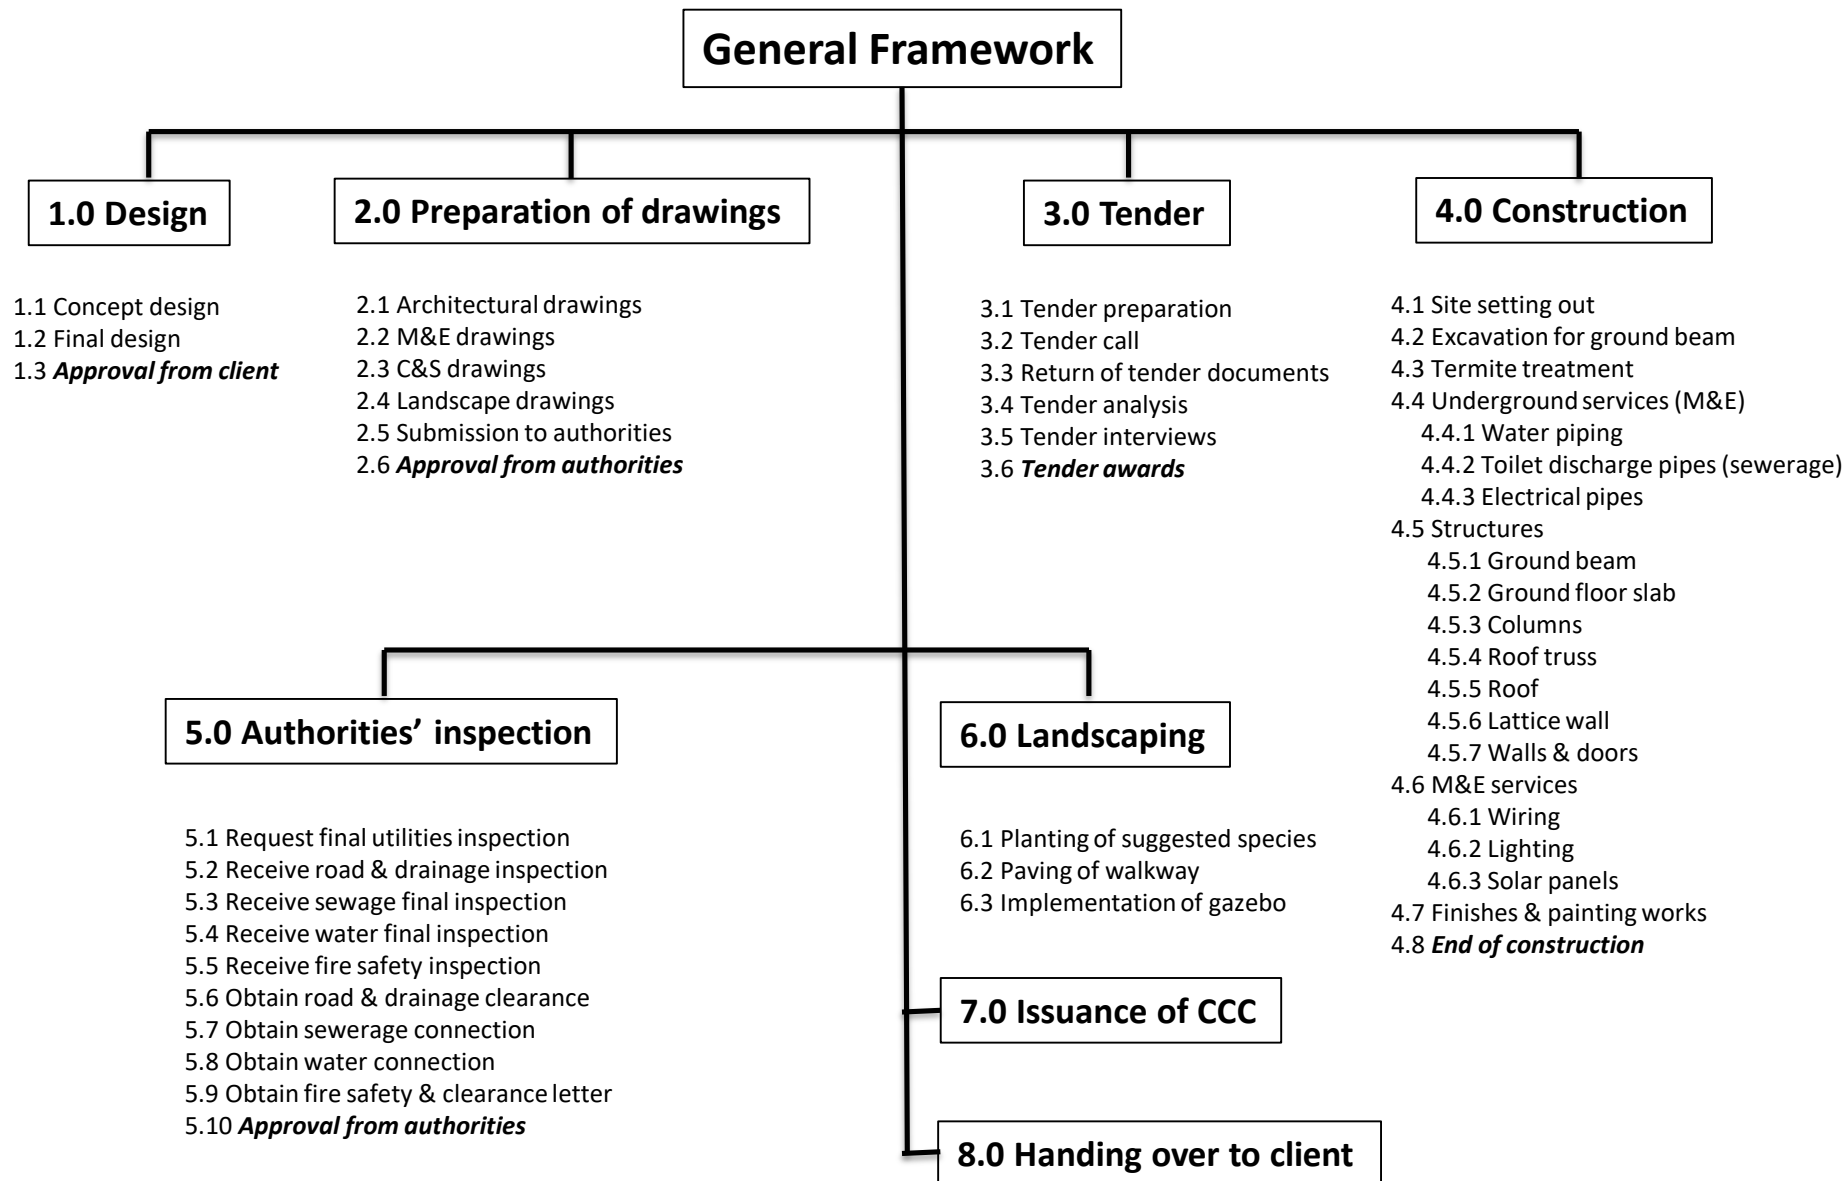 General Framework
1.0 Design
1.1 Concept design
1.2 Final design
1.3 Approval from client
2.0 Preparation of drawings
2.1 Architectural drawings
2.2 M&E drawings
2.3 C&S drawings
2.4 Landscape drawings
2.5 Submission to authorities
2.6 Approval from authorities
3.0 Tender
3.1 Tender preparation
3.2 Tender call
3.3 Return of tender documents
3.4 Tender analysis
3.5 Tender interviews
3.6 Tender awards
4.0 Construction
4.1 Site setting out
4.2 Excavation for ground beam
4.3 Termite treatment
4.4 Underground services (M&E)
4.4.1 Water piping
4.4.2 Toilet discharge pipes (sewerage)
4.4.3 Electrical pipes
4.5 Structures
4.5.1 Ground beam
4.5.2 Ground floor slab
4.5.3 Columns
4.5.4 Roof truss
4.5.5 Roof
4.5.6 Lattice wall
4.5.7 Walls & doors
4.6 M&E services
4.6.1 Wiring
4.6.2 Lighting
4.6.3 Solar panels
4.7 Finishes & painting works
4.8 End of construction
5.0 Authorities’ inspection
5.1 Request final utilities inspection
5.2 Receive road & drainage inspection
5.3 Receive sewage final inspection
5.4 Receive water final inspection
5.5 Receive fire safety inspection
5.6 Obtain road & drainage clearance
5.7 Obtain sewerage connection
5.8 Obtain water connection
5.9 Obtain fire safety & clearance letter
5.10 Approval from authorities
6.0 Landscaping
6.1 Planting of suggested species
6.2 Paving of walkway
6.3 Implementation of gazebo
7.0 Issuance of CCC
8.0 Handing over to client